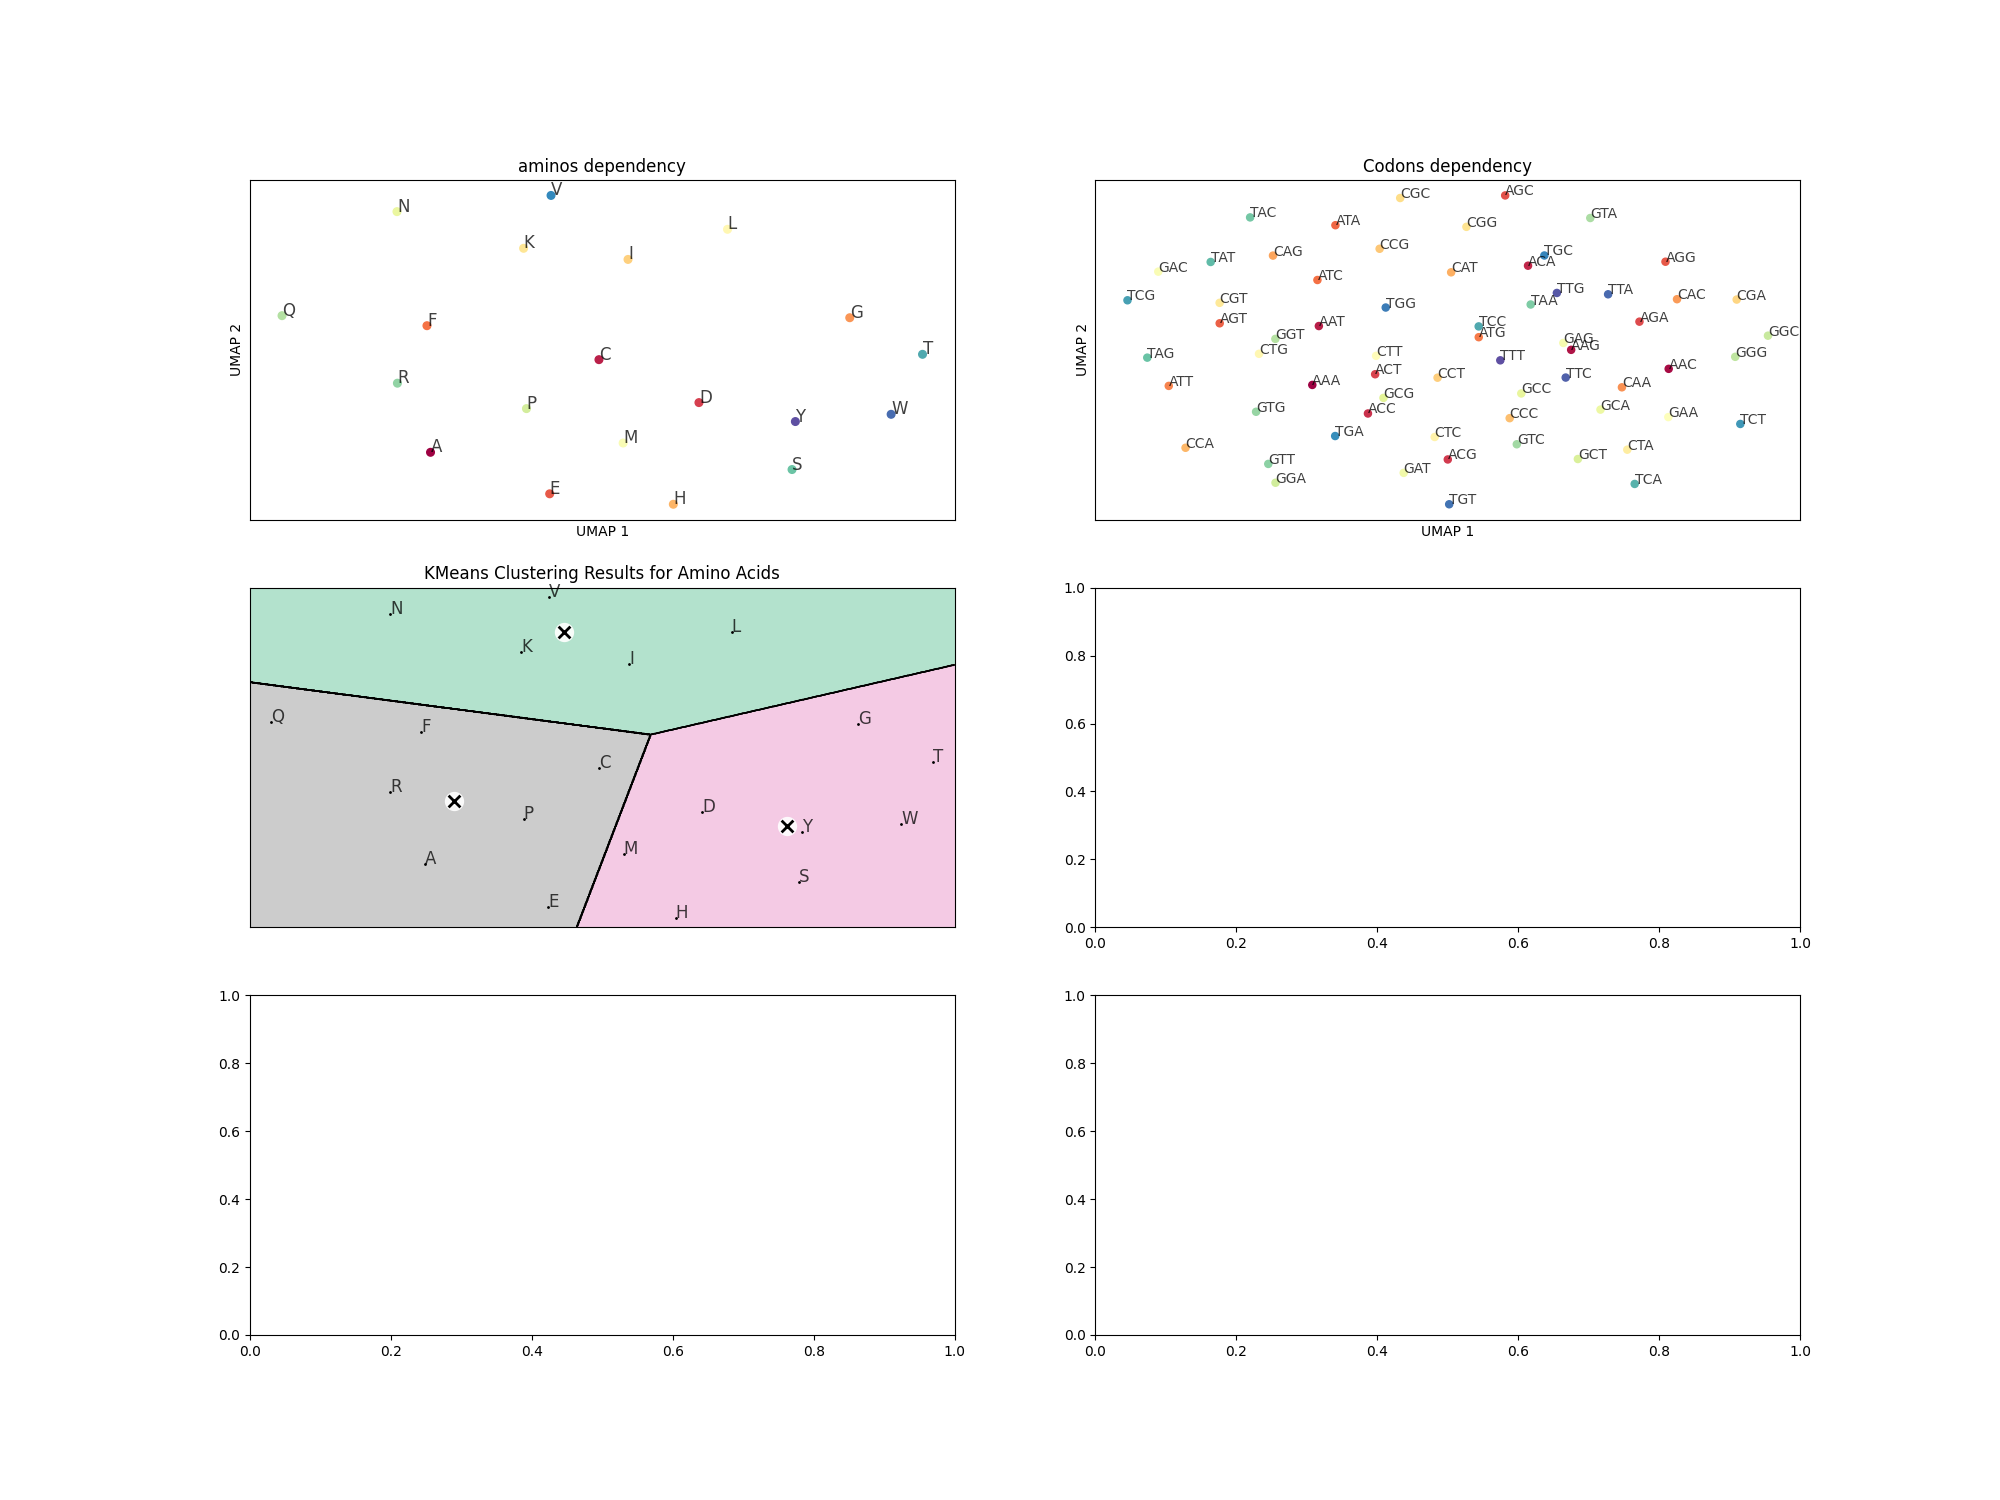 aminos dependency
V
N
L
K
I
Q
F
G
T
C
R
D
P
W
Y
M
A
S
E
H
UMAP 2
UMAP 1
Codons dependency
CGC
AGC
TAC
GTA
ATA
CGG
CCG
CAG
TGC
TAT
ACA
AGG
GAC
CAT
ATC
TTG
TTA
TCG
CGT
CAC
CGA
TGG
TAA
AGT
AAT
TCC
AGA
GGT
ATG
GGC
GAG
AAG
CTG
CTT
TAG
TTT
GGG
AAC
ACT
CCT
TTC
ATT
AAA
CAA
GCG
GCC
GTG
ACC
GCA
GAA
CCC
TCT
TGA
CTC
GTC
CCA
CTA
GTT
ACG
GCT
GAT
GGA
TCA
TGT
UMAP 2
UMAP 1
KMeans Clustering Results for Amino Acids
V
N
L
K
I
Q
F
G
T
C
R
D
P
W
Y
M
A
S
E
H
1.0
0.8
0.6
0.4
0.2
0.0
0.0 0.2 0.4 0.6 0.8 1.0
1.0
0.8
0.6
0.4
0.2
0.0
0.0 0.2 0.4 0.6 0.8 1.0
1.0
0.8
0.6
0.4
0.2
0.0
0.0 0.2 0.4 0.6 0.8 1.0